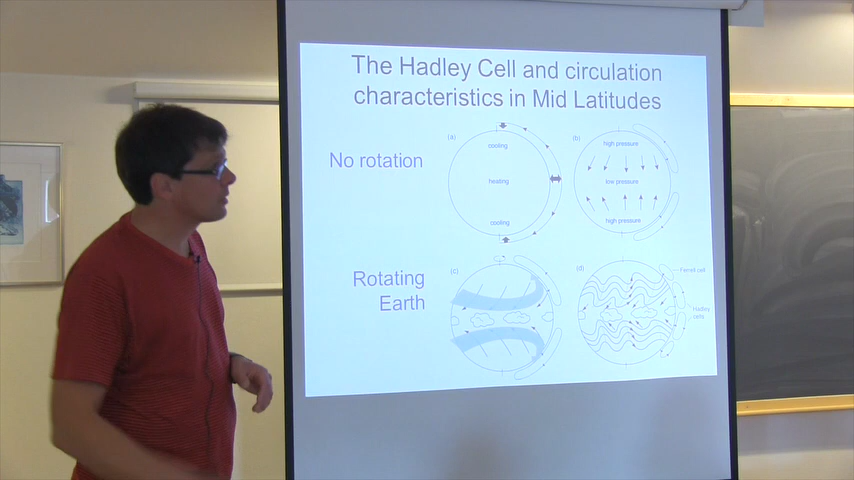 The Hadley Cell and circulation
characteristics in Mid Latitudes
No rotation
(a)
cooling
heating
cooling
(b)
high pressure
low pressure
high pressure
Rotating
Earth
(c)
(d)
Ferrell cell
Hadley
cells